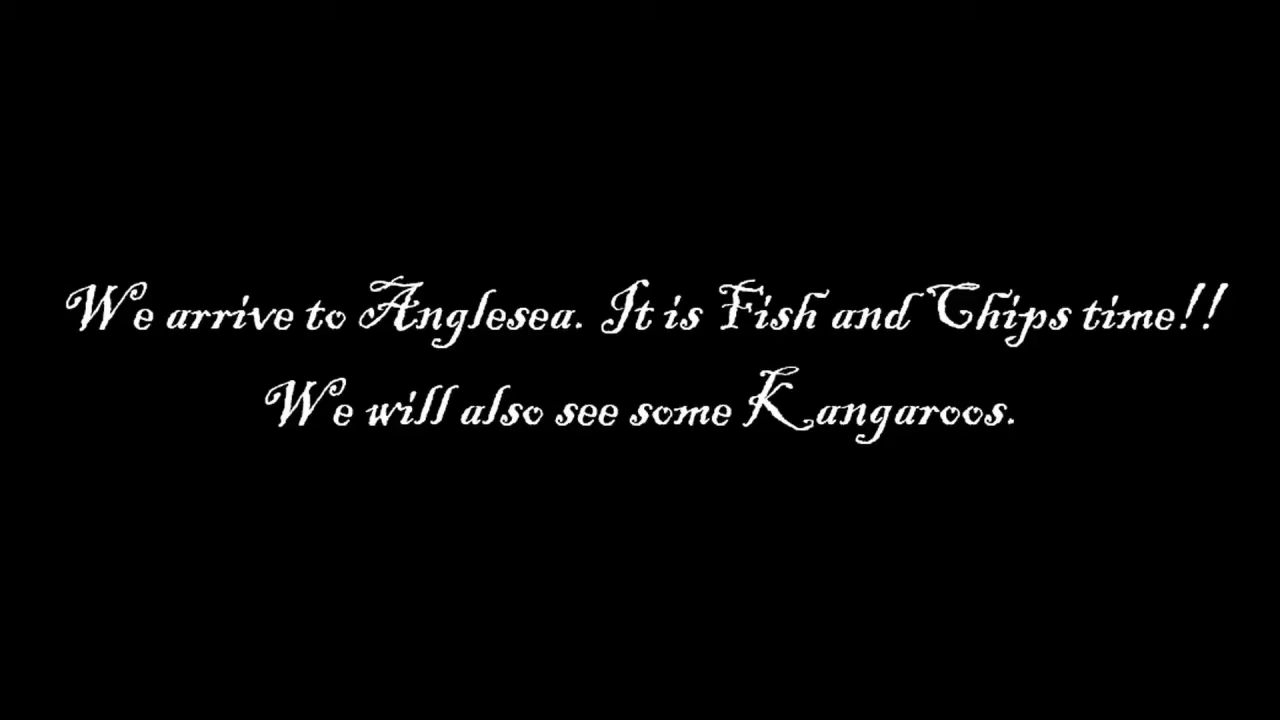 We arrive to Anglesea. It is Fish and Chips time!!
We will also see some Kangaroos.